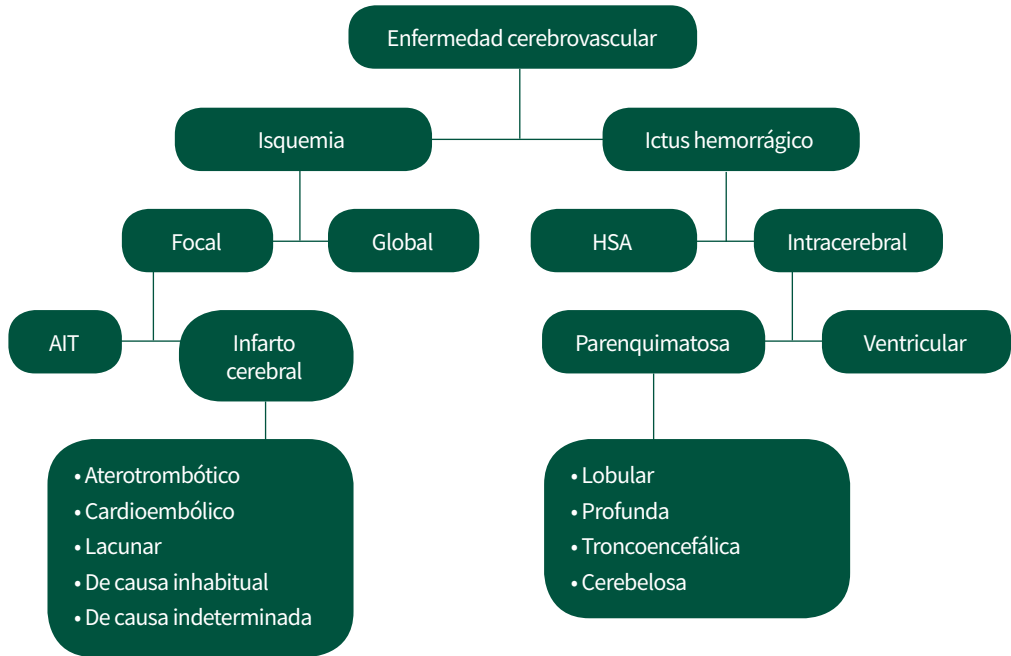 Enfermedad cerebrovascular
Isquemia
Ictus hemorrágico
Focal
Global
HSA
Intracerebral
AIT
Infarto
cerebral
Parenquimatosa
Ventricular
• Aterotrombótico
• Cardioembólico
• Lacunar
• De causa inhabitual
• De causa indeterminada
• Lobular
• Profunda
• Troncoencefálica
• Cerebelosa